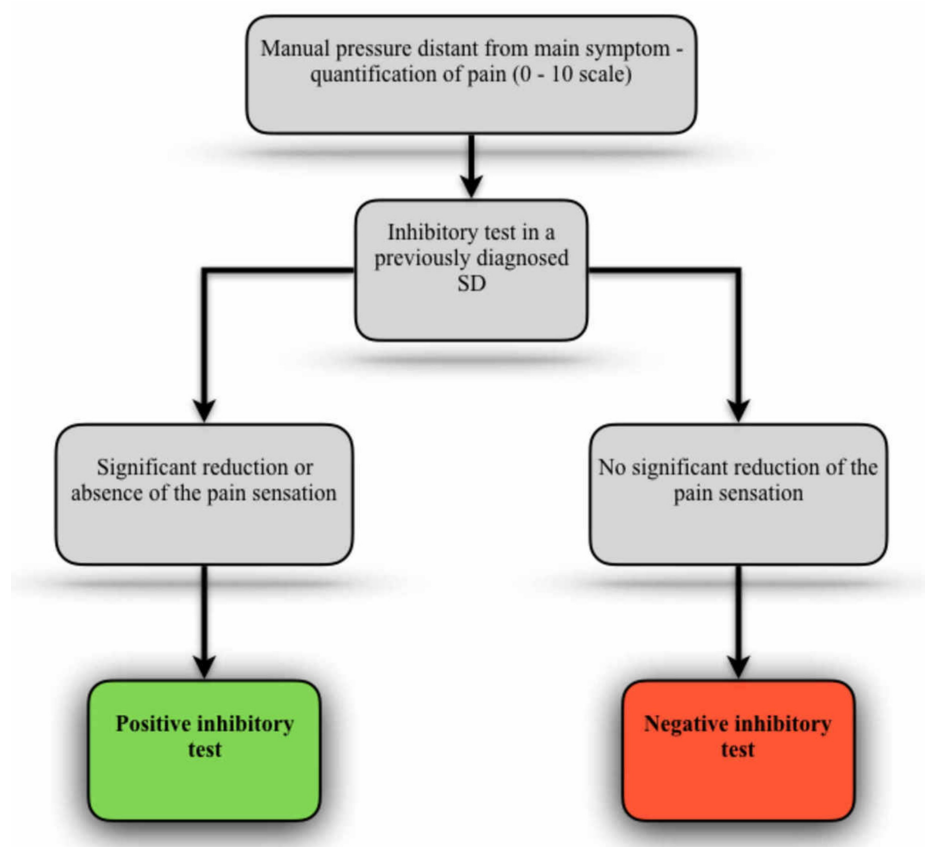 Manual pressure distant from main symptom -
quantification of pain (0 - 10 scale)
Inhibitory test in a
previously diagnosed
SD
Significant reduction or
absence of the pain sensation
No significant reduction of the
pain sensation
Positive inhibitory
test
Negative inhibitory
test